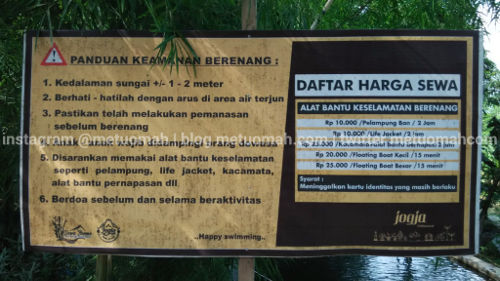 PANDUAN KEAMANAN BERENANG :
1. Kedalaman sungai +/- 1 - 2 meter
2. Berhati - hatilah dengan arus di area air terjun
3. Pastikan telah melakukan pemanasan
sebelum berenang
instagram @metuomah | blog metuomah | www.metuomah.com
5. Disarankan memakai alat bantu keselamatan
seperti pelampung, life jacket, kacamata,
alat bantu pernapasan dll
6. Berdoa sebelum dan selama beraktivitas
..Happy swimming..
DAFTAR HARGA SEWA
ALAT BANTU KESELAMATAN BERENANG
Rp 10.000 /Pelampung Ban / 2 Jam
Rp 10.000 /Life Jacket / 2 Jam
Rp 20.000 /Floating Boat Kecil /15 menit
Rp 25.000 /Floating Boat Besar /15 menit
Syarat :
Meninggalkan kartu identitas yang masih berlaku
jogja